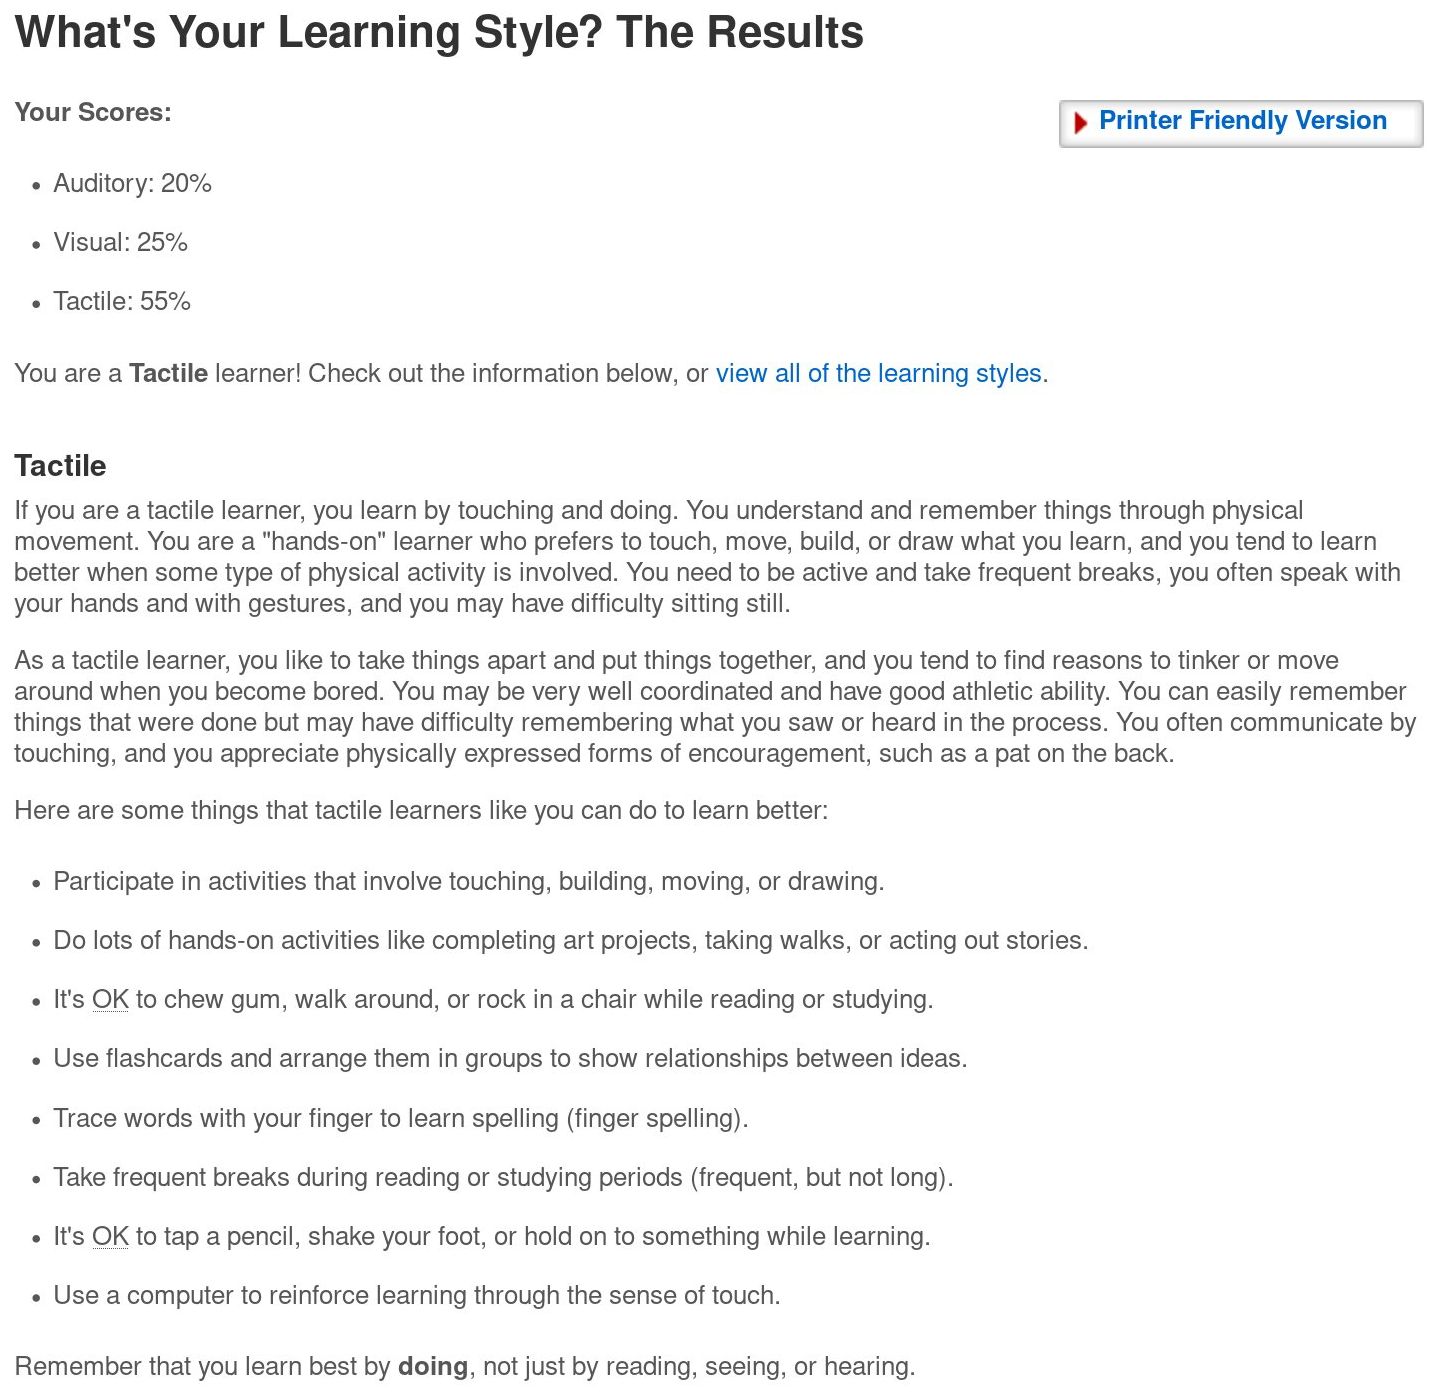 What's Your Learning Style? The Results
Your Scores:
Printer Friendly Version
• Auditory: 20%
• Visual: 25%
• Tactile: 55%
You are a Tactile learner! Check out the information below, or view all of the learning styles.
Tactile
If you are a tactile learner, you learn by touching and doing. You understand and remember things through physical
movement. You are a "hands-on" learner who prefers to touch, move, build, or draw what you learn, and you tend to learn
better when some type of physical activity is involved. You need to be active and take frequent breaks, you often speak with
your hands and with gestures, and you may have difficulty sitting still.
As a tactile learner, you like to take things apart and put things together, and you tend to find reasons to tinker or move
around when you become bored. You may be very well coordinated and have good athletic ability. You can easily remember
things that were done but may have difficulty remembering what you saw or heard in the process. You often communicate by
touching, and you appreciate physically expressed forms of encouragement, such as a pat on the back.
Here are some things that tactile learners like you can do to learn better:
• Participate in activities that involve touching, building, moving, or drawing.
• Do lots of hands-on activities like completing art projects, taking walks, or acting out stories.
• It's OK to chew gum, walk around, or rock in a chair while reading or studying.
• Use flashcards and arrange them in groups to show relationships between ideas.
• Trace words with your finger to learn spelling (finger spelling).
• Take frequent breaks during reading or studying periods (frequent, but not long).
• It's OK to tap a pencil, shake your foot, or hold on to something while learning.
• Use a computer to reinforce learning through the sense of touch.
Remember that you learn best by doing, not just by reading, seeing, or hearing.